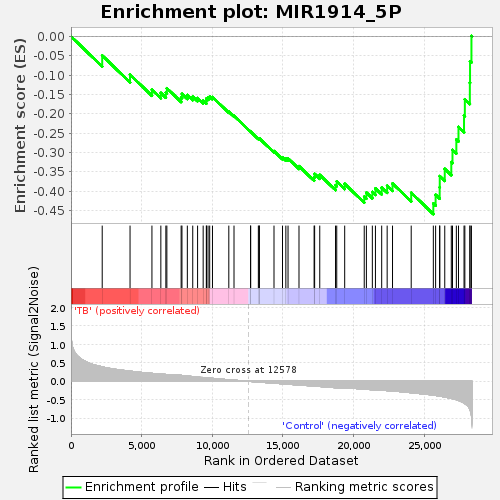 Enrichment plot: MIR1914_5P
Enrichment score (ES)
0.00
-0.05
-0.10
-0.15
-0.20
-0.25
-0.30
-0.35
-0.40
-0.45
'TB' (positively correlated)
Ranked list metric (Signal2Noise)
2.0
1.5
1.0
0.5
0.0
-0.5
-1.0
Zero cross at 12578
'Control' (negatively correlated)
0 5,000 10,000 15,000 20,000 25,000
Rank in Ordered Dataset
Enrichment profile Hits Ranking metric scores